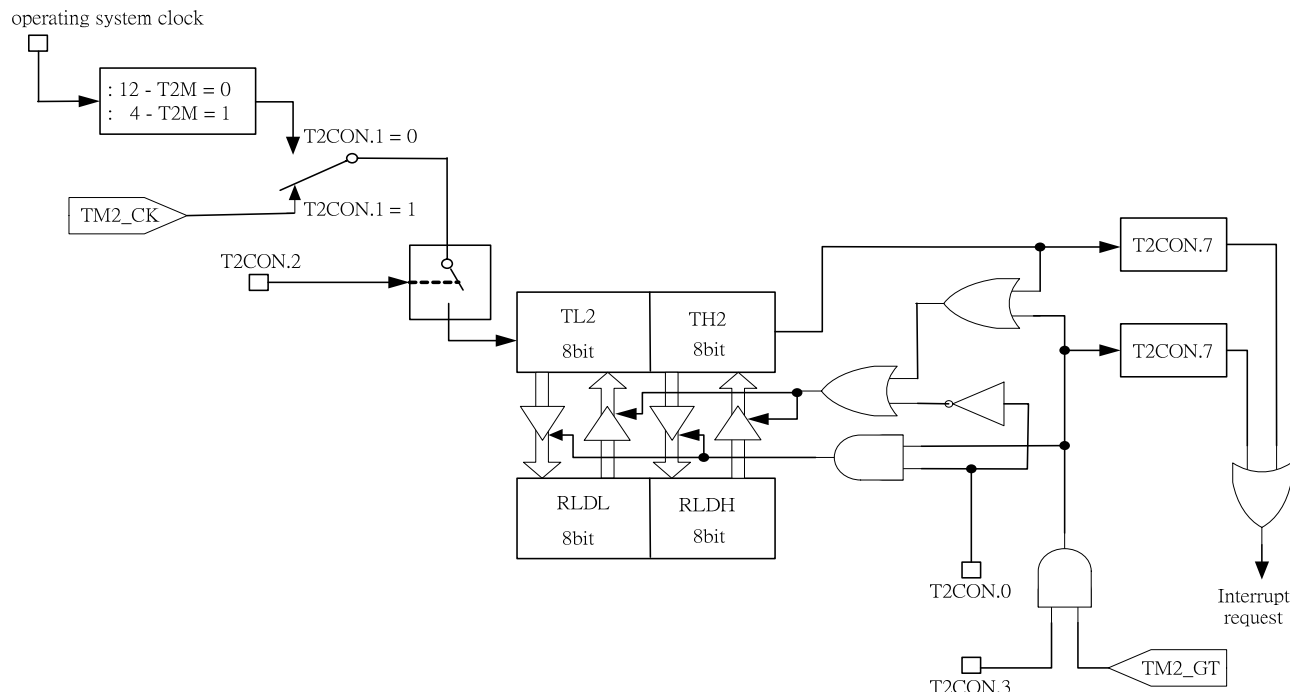 operating system clock
: 12 - T2M = 0
: 4 - T2M = 1
T2CON.1 = 0
TM2_CK
T2CON.1 = 1
T2CON.2
T2CON.7
TL2
8bit
TH2
8bit
T2CON.7
RLDL
8bit
RLDH
8bit
T2CON.0
Interrupt
request
TM2_GT
T2CON.3